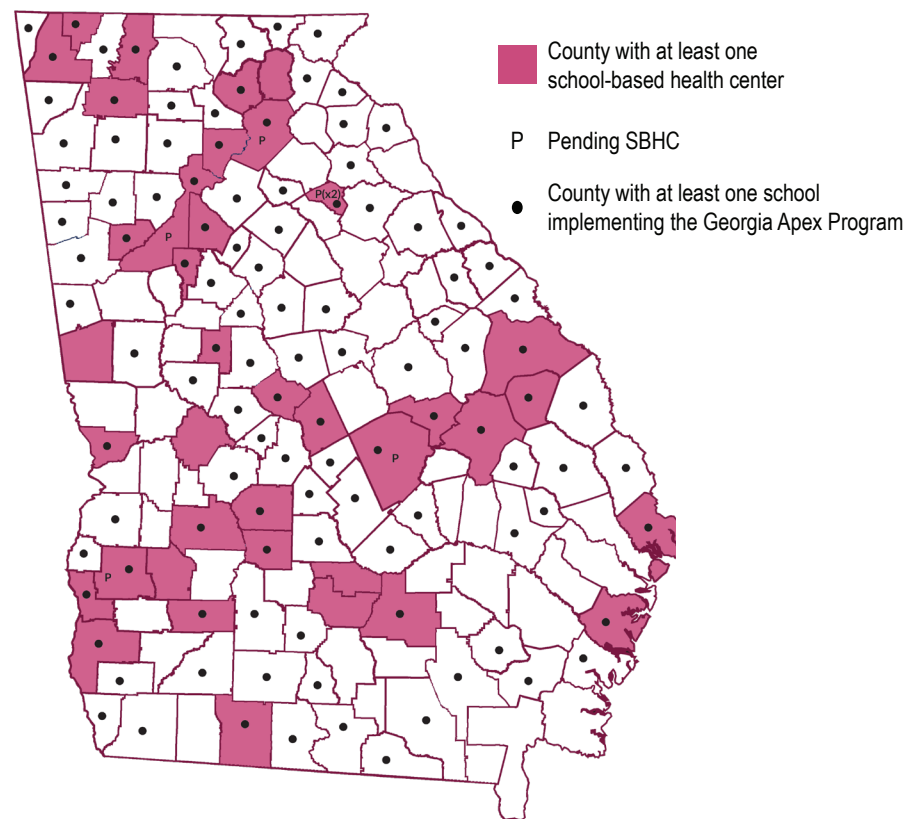 County with at least one
school-based health center
P Pending SBHC
County with at least one school
implementing the Georgia Apex Program
P
P(x2)
P
P
P